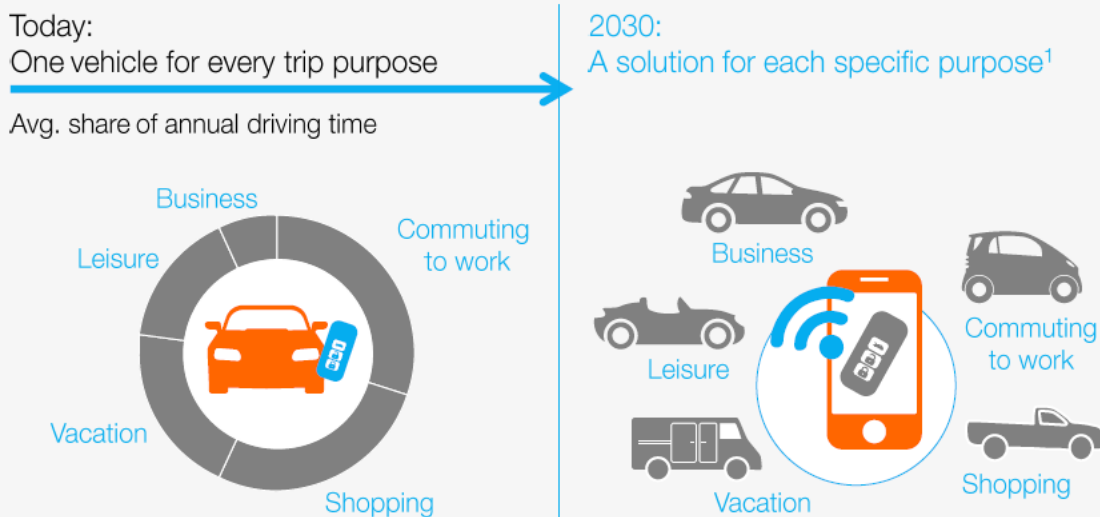 Today:
One vehicle for every trip purpose
Avg. share of annual driving time
Business
Leisure
Commuting
to work
Vacation
Shopping
2030:
A solution for each specific purpose¹
Business
Leisure
Commuting
to work
Vacation
Shopping